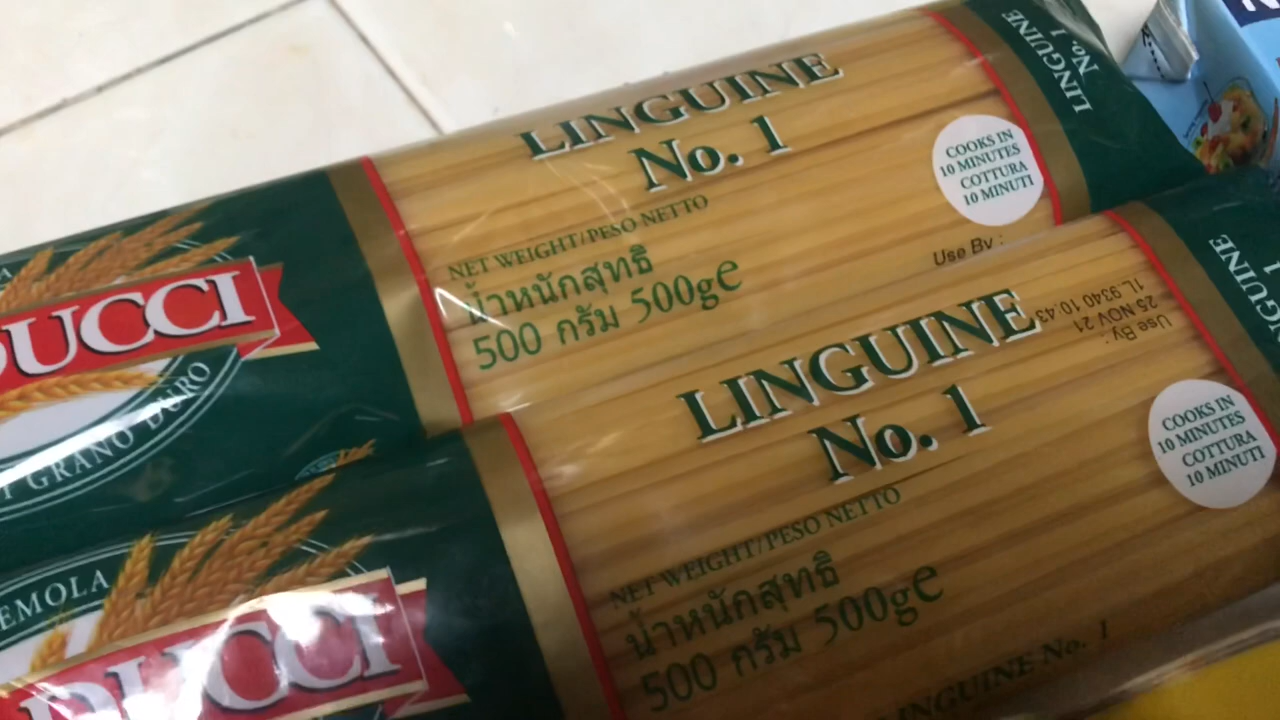 LINGUINE
No. 1
NET WEIGHT/PESO NETTO
น้ำหนักสุทธิ
500 กรัม 500g e
COOKS IN
10 MINUTES
COTTURA
10 MINUTI
Use By :
LINGUINE
No. 1
UCCI
GRANO DURO
LINGUINE
No. 1
NET WEIGHT/PESO NETTO
น้ำหนักสุทธิ
500 กรัม 500g e
COOKS IN
10 MINUTES
COTTURA
10 MINUTI
Use By:
25 NOV 21
1L 9340 10:43
EMOLA
DUCCI
LINGUINE No. 1